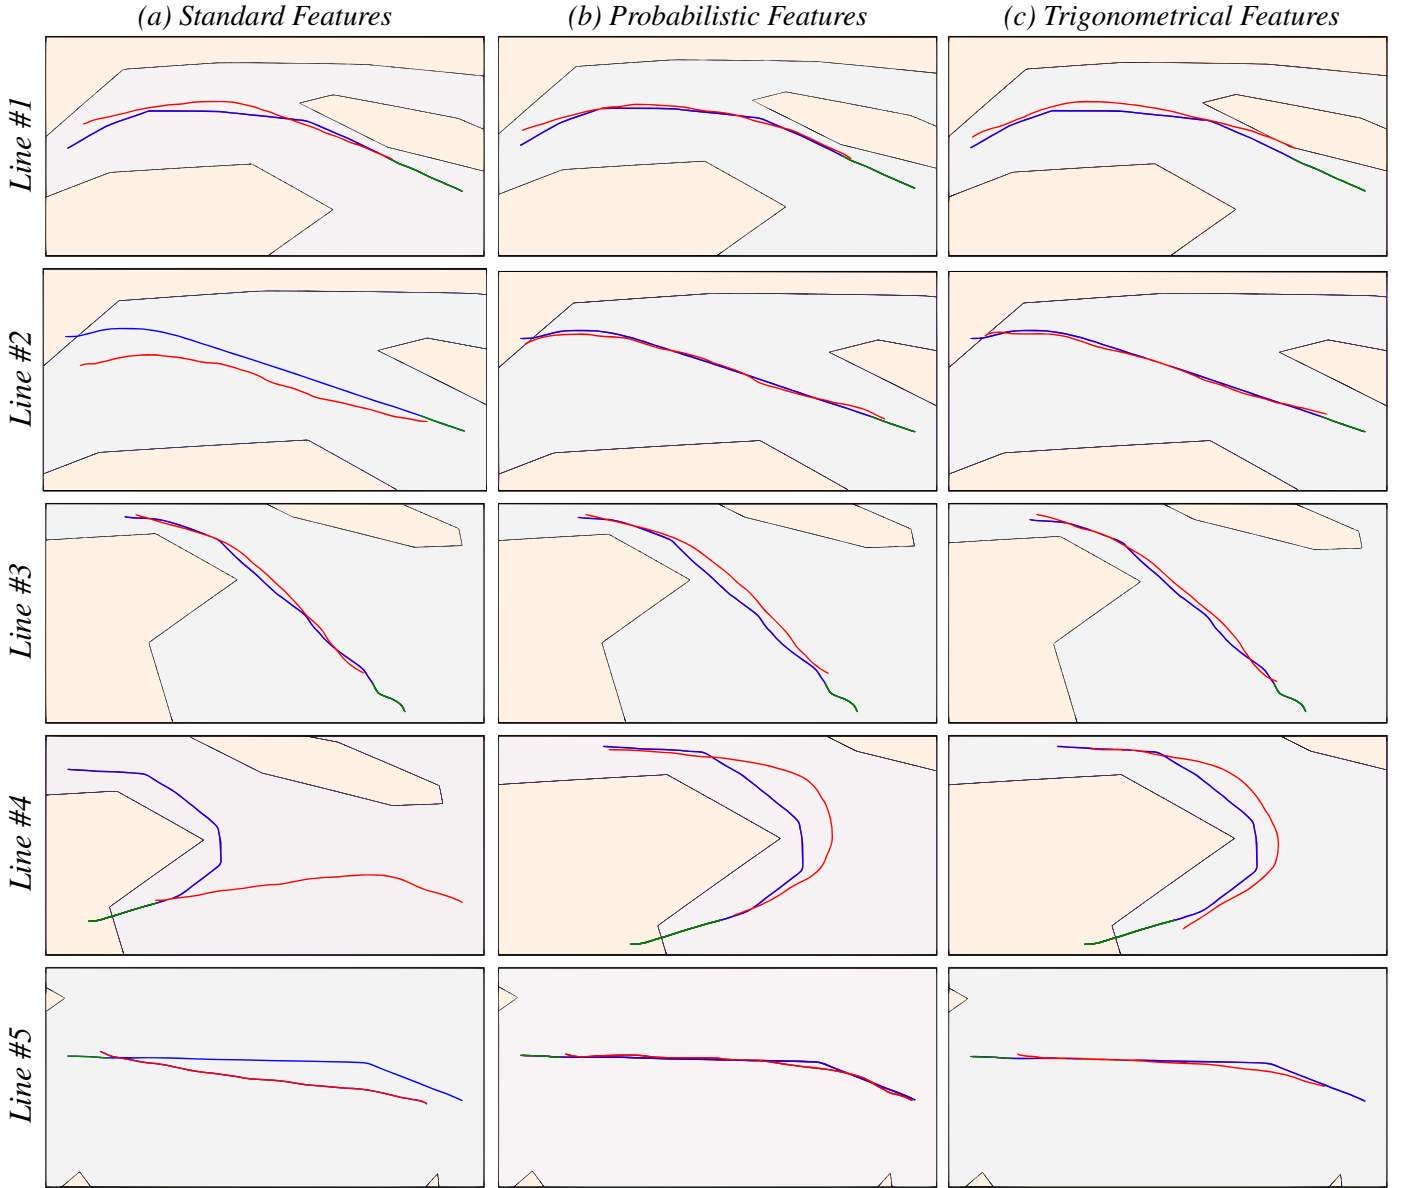 (a) Standard Features
(b) Probabilistic Features
(c) Trigonometrical Features
Line #1
Line #2
Line #3
Line #4
Line #5